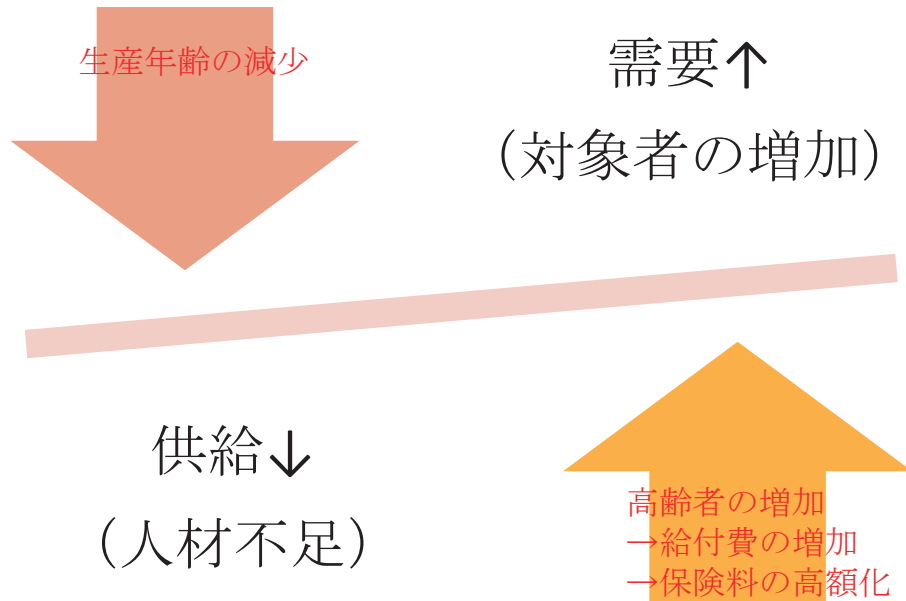 生産年齢の減少
需要↑
（対象者の増加）
供給↓
（人材不足）
高齢者の増加
→給付費の増加
→保険料の高額化